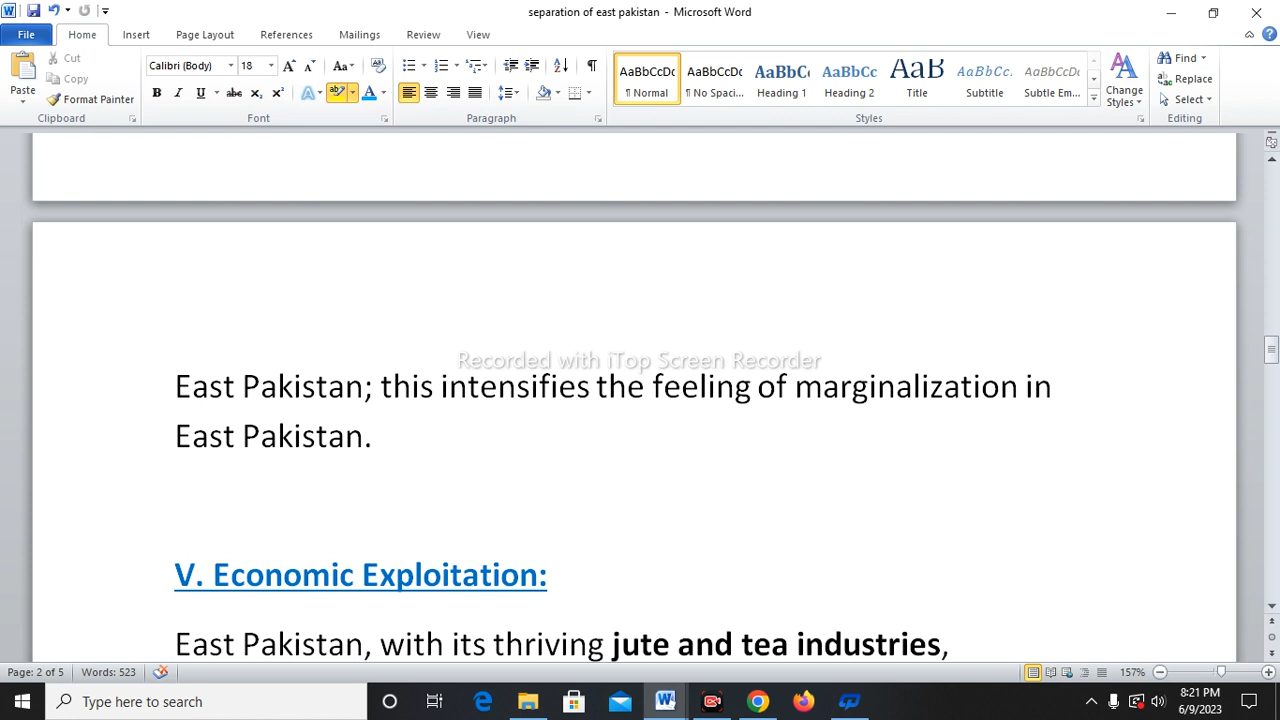 separation of east pakistan - Microsoft Word
File Home Insert Page Layout References Mailings Review View
Paste Cut Copy Format Painter
Calibri (Body) 18
AaBbCcDc AaBbCcDc AaBbCc AaBbCc AaB AaBbCc. AaBbCcDc
¶ Normal ¶ No Spaci... Heading 1 Heading 2 Title Subtitle Subtle Em...
Change Styles
Find Replace Select
Clipboard Font Paragraph Styles Editing
Recorded with iTop Screen Recorder
East Pakistan; this intensifies the feeling of marginalization in
East Pakistan.
V. Economic Exploitation:
East Pakistan, with its thriving jute and tea industries,
Page: 2 of 5 Words: 523 157%
Type here to search
8:21 PM
6/9/2023